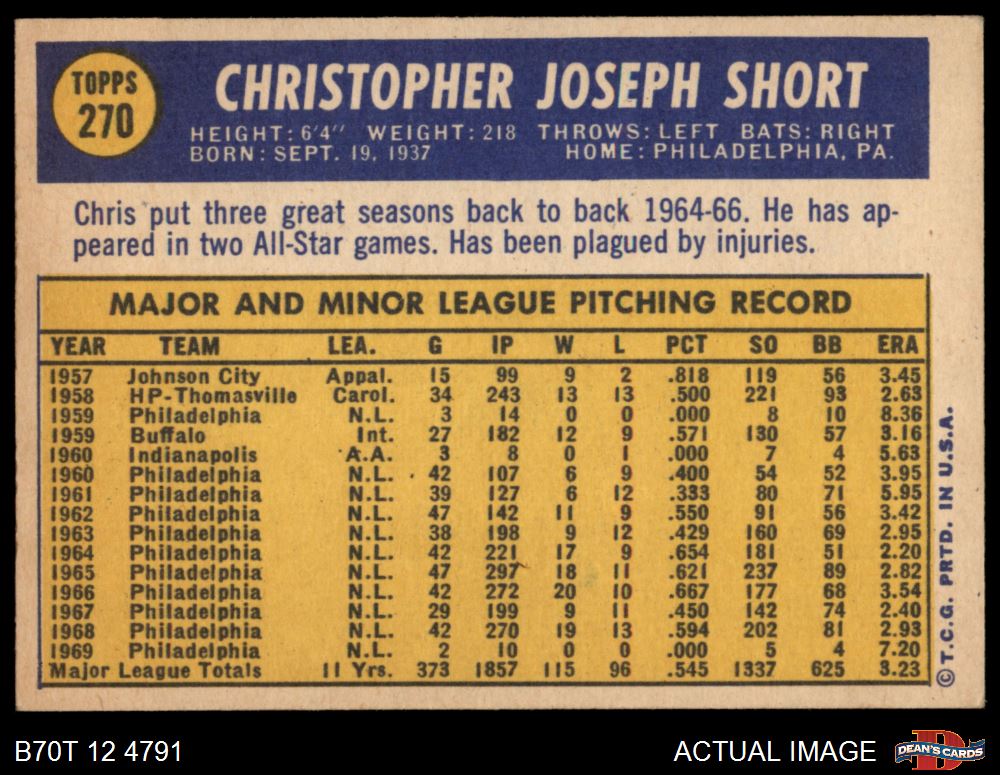 TOPPS
270
CHRISTOPHER JOSEPH SHORT
HEIGHT: 6'4" WEIGHT: 218 THROWS: LEFT BATS: RIGHT
BORN: SEPT. 19, 1937 HOME: PHILADELPHIA, PA.
Chris put three great seasons back to back 1964-66. He has ap-
peared in two All-Star games. Has been plagued by injuries.
MAJOR AND MINOR LEAGUE PITCHING RECORD
YEAR TEAM LEA. G IP W L PCT SO BB ERA
1957 Johnson City Appal. 15 99 9 2 .818 119 56 3.45
1958 HP-Thomasville Carol. 34 243 13 13 .500 221 93 2.63
1959 Philadelphia N.L. 3 14 0 0 .000 8 10 8.36
1959 Buffalo Int. 27 182 12 9 .571 130 57 3.16
1960 Indianapolis A.A. 3 8 0 1 .000 7 4 5.63
1960 Philadelphia N.L. 42 107 6 9 .400 54 52 3.95
1961 Philadelphia N.L. 39 127 6 12 .333 80 71 5.95
1962 Philadelphia N.L. 47 142 11 9 .550 91 56 3.42
1963 Philadelphia N.L. 38 198 9 12 .429 160 69 2.95
1964 Philadelphia N.L. 42 221 17 9 .654 181 51 2.20
1965 Philadelphia N.L. 47 297 18 11 .621 237 89 2.82
1966 Philadelphia N.L. 42 272 20 10 .667 177 68 3.54
1967 Philadelphia N.L. 29 199 9 11 .450 142 74 2.40
1968 Philadelphia N.L. 42 270 19 13 .594 202 81 2.93
1969 Philadelphia N.L. 2 10 0 0 .000 5 4 7.20
Major League Totals 11 Yrs. 373 1857 115 96 .545 1337 625 3.23
© T.C.G. PRTD. IN U.S.A.
B70T 12 4791
ACTUAL IMAGE
DEAN'S CARDS